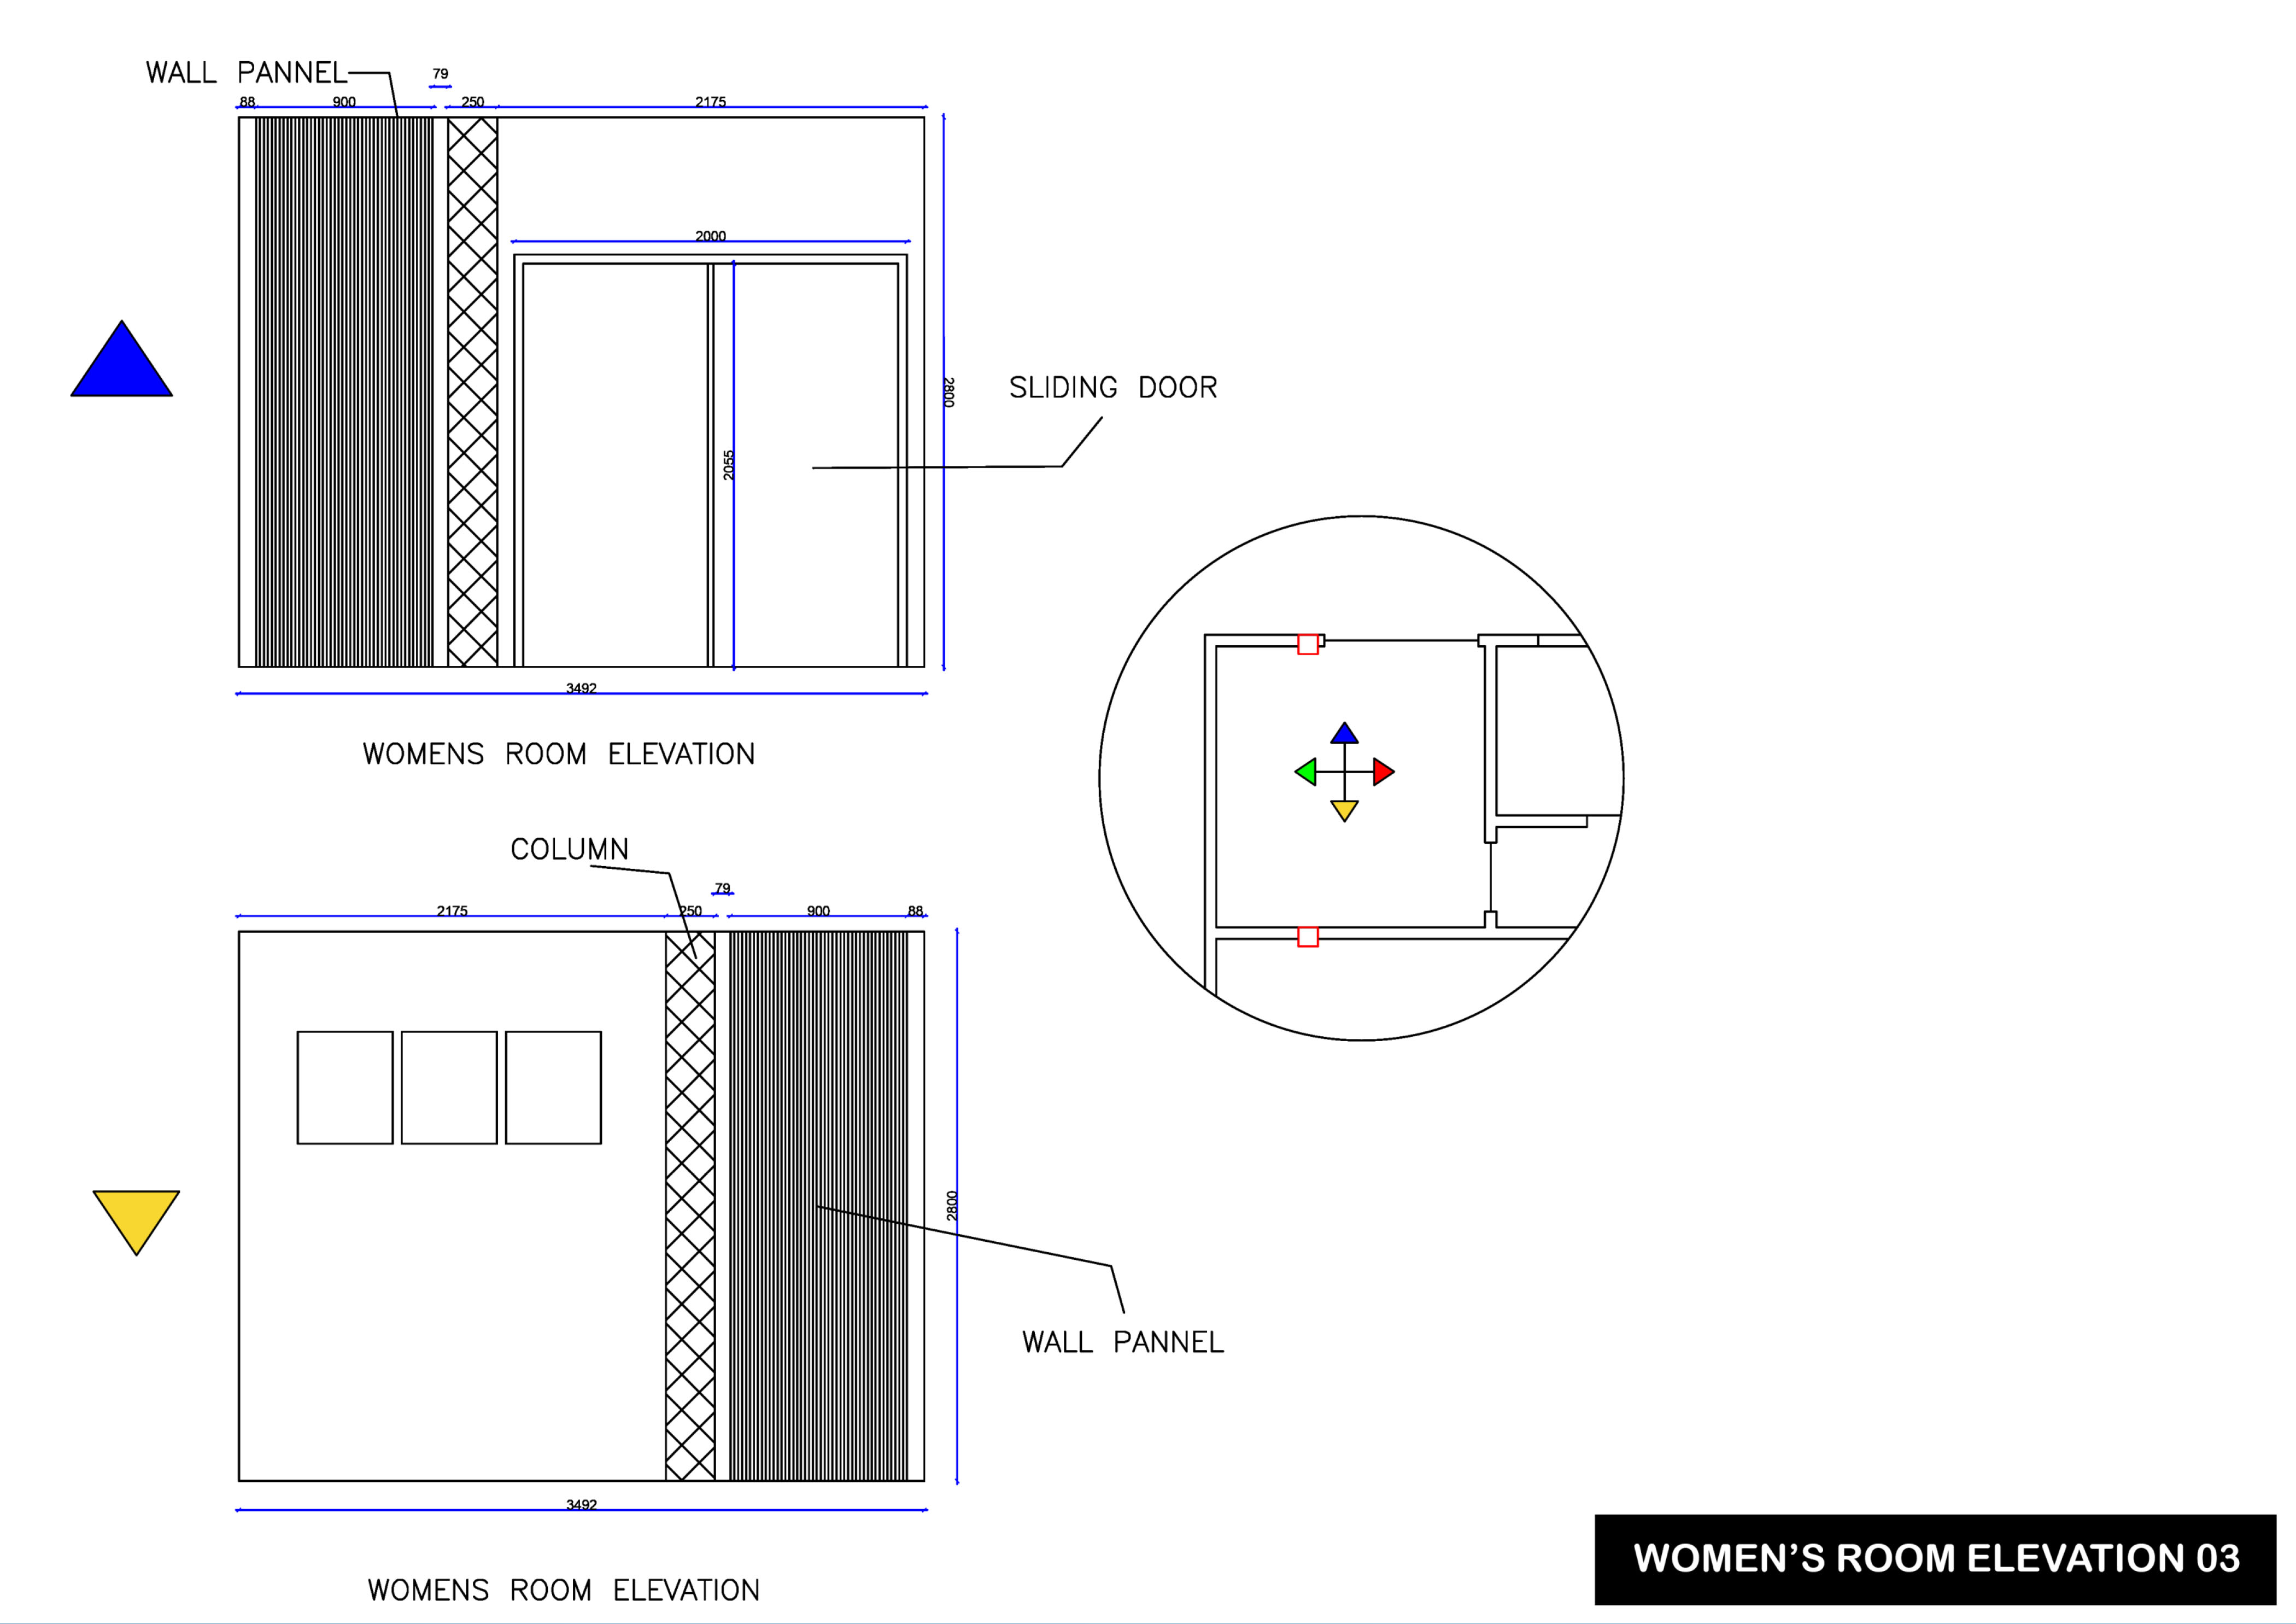 WALL PANNEL
79
88 900 250 2175
2000
2800
SLIDING DOOR
2055
3492
WOMENS ROOM ELEVATION
COLUMN
79
2175 250 900 88
2800
WALL PANNEL
3492
WOMENS ROOM ELEVATION
WOMEN'S ROOM ELEVATION 03